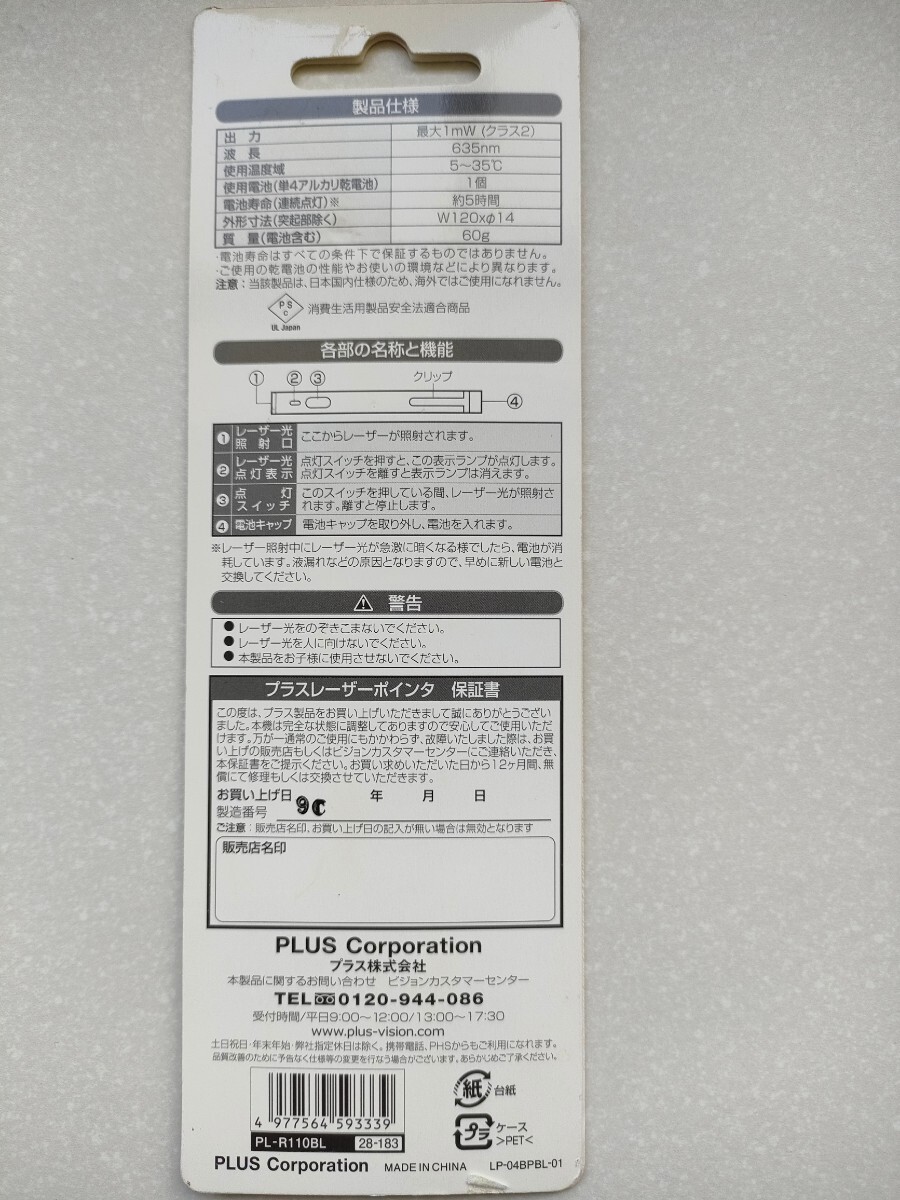 製品仕様
出力 最大1mW (クラス2)
波長 635nm
使用温度域 5～35℃
使用電池(単4アルカリ乾電池) 1個
電池寿命(連続点灯)※ 約5時間
外形寸法(突起部除く) W120xφ14
質量(電池含む) 60g
・電池寿命はすべての条件下で保証するものではありません。
・ご使用の乾電池の性能やお使いの環境などにより異なります。
注意：当該製品は、日本国内仕様のため、海外ではご使用になれません。
PS
C
UL Japan
消費生活用製品安全法適合商品
各部の名称と機能
① ② ③ クリップ
④
① レーザー光 ここからレーザーが照射されます。
照射口
② レーザー光 点灯スイッチを押すと、この表示ランプが点灯します。
点灯表示 点灯スイッチを離すと表示ランプは消えます。
③ 点灯 このスイッチを押している間、レーザー光が照射さ
スイッチ れます。離すと停止します。
④ 電池キャップ 電池キャップを取り外し、電池を入れます。
※レーザー照射中にレーザー光が急激に暗くなる様でしたら、電池が消
耗しています。液漏れなどの原因となりますので、早めに新しい電池と
交換してください。
⚠ 警告
● レーザー光をのぞきこまないでください。
● レーザー光を人に向けないでください。
● 本製品をお子様に使用させないでください。
プラスレーザーポインタ 保証書
この度は、プラス製品をお買い上げいただきまして誠にありがとうござい
ました。本機は完全な状態に調整してありますので安心してご使用いただ
けます。万が一通常のご使用にもかかわらず、故障いたしました際は、お買
い上げの販売店もしくはビジョンカスタマーセンターにご連絡いただき、
本保証書をご提示ください。お買い求めいただいた日から12ヶ月間、無
償にて修理もしくは交換させていただきます。
お買い上げ日 年 月 日
製造番号 9C
ご注意：販売店名印、お買い上げ日の記入が無い場合は無効となります
販売店名印
PLUS Corporation
プラス株式会社
本製品に関するお問い合わせ ビジョンカスタマーセンター
TEL 0120-944-086
受付時間/平日9:00～12:00/13:00～17:30
www.plus-vision.com
土日祝日・年末年始・弊社指定休日は除く。携帯電話、PHSからもご利用になれます。
品質改善のために予告なく仕様等の変更を行なう場合がございます。あらかじめご了承ください。
4 977564 593339
PL-R110BL 28-183
紙 台紙
プラ ケース
>PET<
PLUS Corporation MADE IN CHINA LP-04BPBL-01